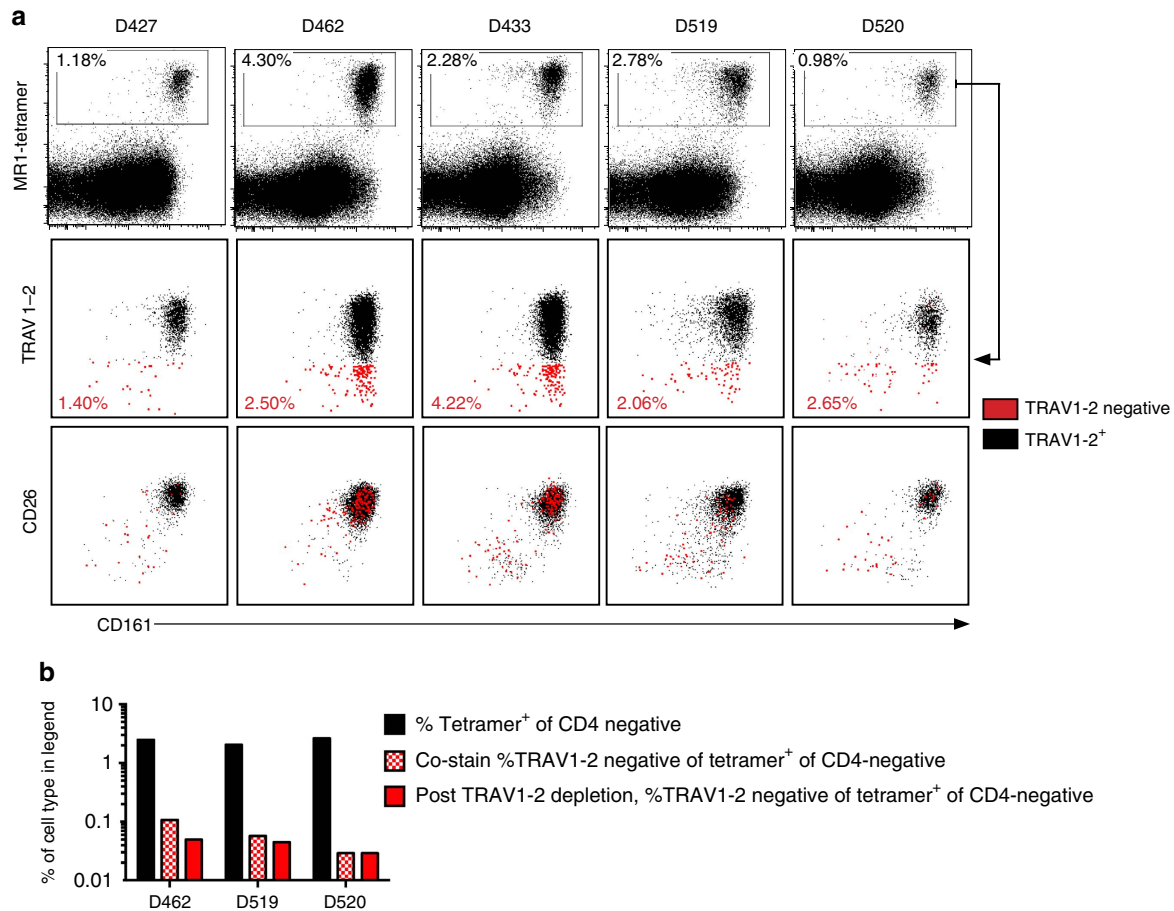 a
D427 D462 D433 D519 D520
1.18% 4.30% 2.28% 2.78% 0.98%
MR1-tetramer
TRAV 1–2
1.40% 2.50% 4.22% 2.06% 2.65%
TRAV1-2 negative
TRAV1-2+
CD26
CD161
b
% of cell type in legend
10
1
0.1
0.01
D462 D519 D520
% Tetramer+ of CD4 negative
Co-stain %TRAV1-2 negative of tetramer+ of CD4-negative
Post TRAV1-2 depletion, %TRAV1-2 negative of tetramer+ of CD4-negative